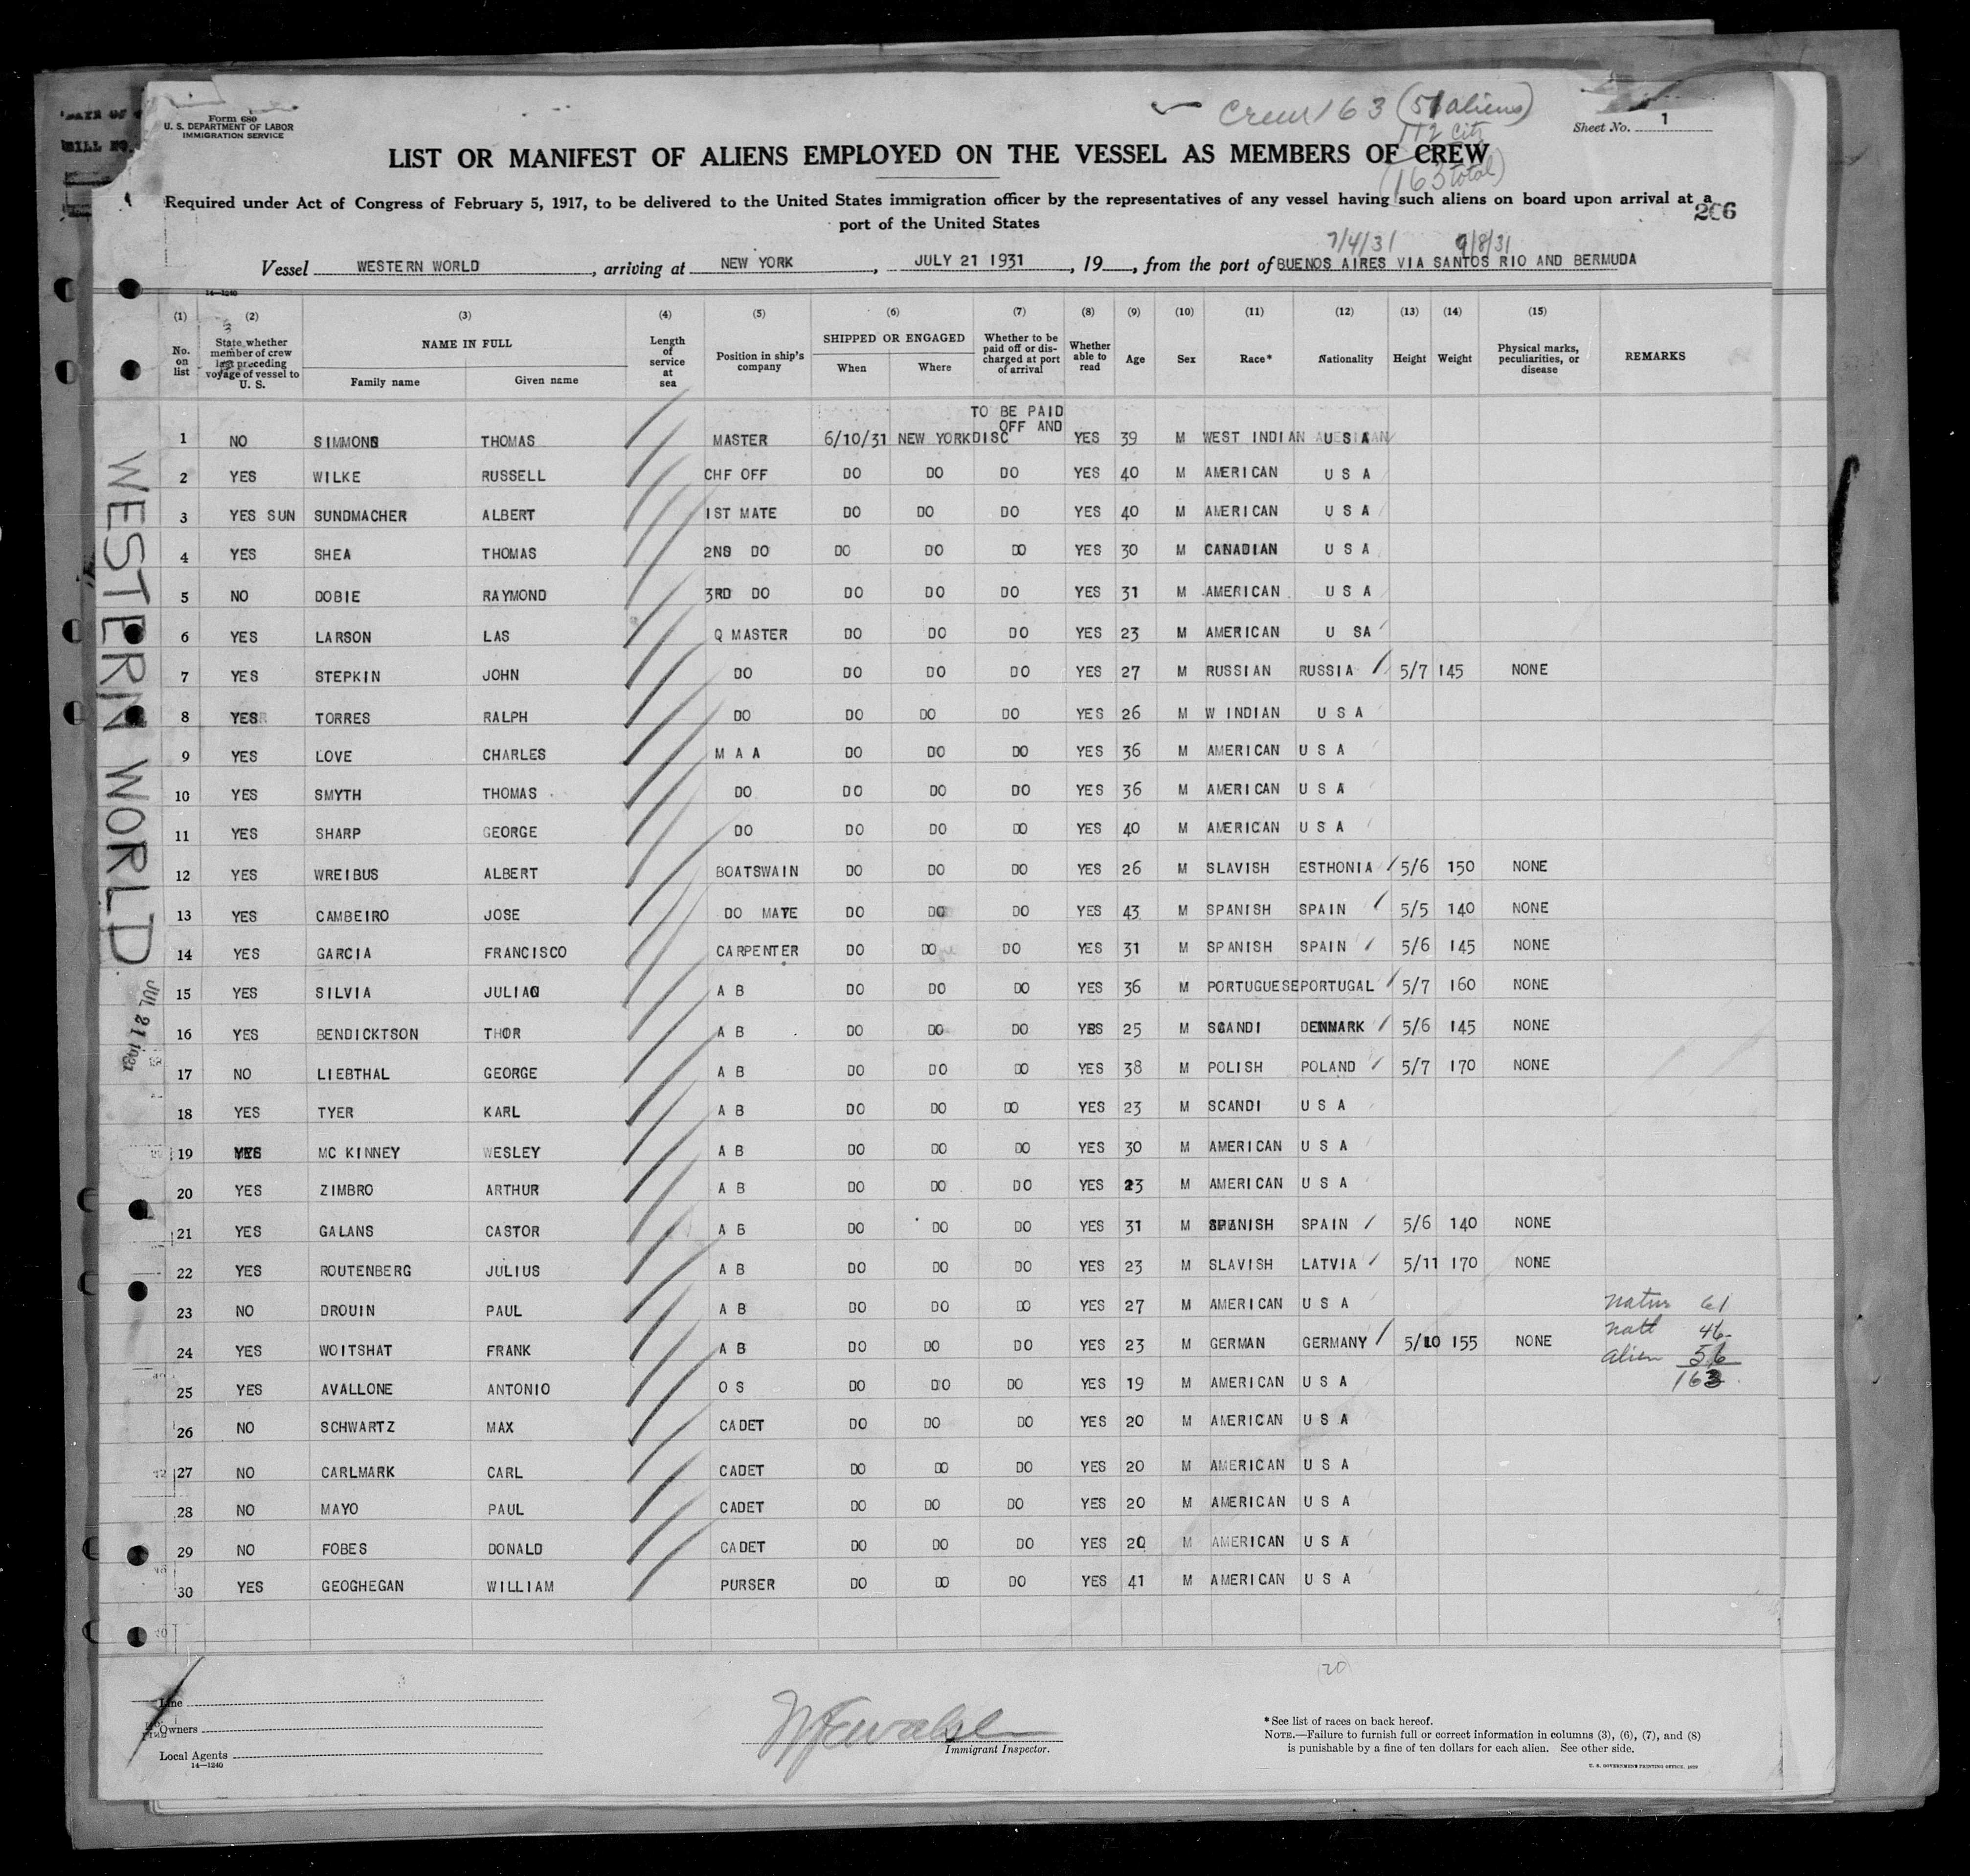 Form 680
U. S. DEPARTMENT OF LABOR
IMMIGRATION SERVICE
Crew 163 (51 aliens)
112 Cit
(163 total)
Sheet No. 1
LIST OR MANIFEST OF ALIENS EMPLOYED ON THE VESSEL AS MEMBERS OF CREW
Required under Act of Congress of February 5, 1917, to be delivered to the United States immigration officer by the representatives of any vessel having such aliens on board upon arrival at a
port of the United States
206
7/4/31 9/8/31
Vessel WESTERN WORLD, arriving at NEW YORK, JULY 21 1931, 19, from the port of BUENOS AIRES VIA SANTOS RIO AND BERMUDA
14—1240
(1) (2) (3) (4) (5) (6) (7) (8) (9) (10) (11) (12) (13) (14) (15)
No. on list
State whether member of crew last preceding voyage of vessel to U. S.
NAME IN FULL
Family name Given name
Length of service at sea
Position in ship's company
SHIPPED OR ENGAGED
When Where
Whether to be paid off or discharged at port of arrival
Whether able to read
Age Sex Race* Nationality Height Weight
Physical marks, peculiarities, or disease
REMARKS
TO BE PAID
OFF AND
1 NO SIMMONS THOMAS MASTER 6/10/31 NEW YORK DISC YES 39 M WEST INDIAN U S A
2 YES WILKE RUSSELL CHF OFF DO DO DO YES 40 M AMERICAN U S A
3 YES SUN SUNDMACHER ALBERT 1ST MATE DO DO DO YES 40 M AMERICAN U S A
4 YES SHEA THOMAS 2ND DO DO DO DO YES 30 M CANADIAN U S A
5 NO DOBIE RAYMOND 3RD DO DO DO DO YES 31 M AMERICAN U S A
6 YES LARSON LAS Q MASTER DO DO DO YES 23 M AMERICAN U SA
7 YES STEPKIN JOHN DO DO DO DO YES 27 M RUSSIAN RUSSIA 5/7 145 NONE
8 YES TORRES RALPH DO DO DO DO YES 26 M W INDIAN U S A
9 YES LOVE CHARLES M A A DO DO DO YES 36 M AMERICAN U S A
10 YES SMYTH THOMAS DO DO DO DO YES 36 M AMERICAN U S A
11 YES SHARP GEORGE DO DO DO DO YES 40 M AMERICAN U S A
12 YES WREIBUS ALBERT BOATSWAIN DO DO DO YES 26 M SLAVISH ESTHONIA 5/6 150 NONE
13 YES CAMBEIRO JOSE DO MATE DO DO DO YES 43 M SPANISH SPAIN 5/5 140 NONE
14 YES GARCIA FRANCISCO CARPENTER DO DO DO YES 31 M SPANISH SPAIN 5/6 145 NONE
15 YES SILVIA JULIAO A B DO DO DO YES 36 M PORTUGUESE PORTUGAL 5/7 160 NONE
16 YES BENDICKTSON THOR A B DO DO DO YES 25 M SCANDI DENMARK 5/6 145 NONE
17 NO LIEBTHAL GEORGE A B DO DO DO YES 38 M POLISH POLAND 5/7 170 NONE
18 YES TYER KARL A B DO DO DO YES 23 M SCANDI U S A
19 YES MC KINNEY WESLEY A B DO DO DO YES 30 M AMERICAN U S A
20 YES ZIMBRO ARTHUR A B DO DO DO YES 23 M AMERICAN U S A
21 YES GALANS CASTOR A B DO DO DO YES 31 M SPANISH SPAIN 5/6 140 NONE
22 YES ROUTENBERG JULIUS A B DO DO DO YES 23 M SLAVISH LATVIA 5/11 170 NONE
23 NO DROUIN PAUL A B DO DO DO YES 27 M AMERICAN U S A
natur 61
24 YES WOITSHAT FRANK A B DO DO DO YES 23 M GERMAN GERMANY 5/10 155 NONE
natt 46
alien 56
25 YES AVALLONE ANTONIO O S DO DO DO YES 19 M AMERICAN U S A
163
26 NO SCHWARTZ MAX CADET DO DO DO YES 20 M AMERICAN U S A
27 NO CARLMARK CARL CADET DO DO DO YES 20 M AMERICAN U S A
28 NO MAYO PAUL CADET DO DO DO YES 20 M AMERICAN U S A
29 NO FOBES DONALD CADET DO DO DO YES 20 M AMERICAN U S A
30 YES GEOGHEGAN WILLIAM PURSER DO DO DO YES 41 M AMERICAN U S A
WESTERN WORLD
JUL 21 1931
(20)
Line
Owners
Local Agents
14—1240
Immigrant Inspector.
*See list of races on back hereof.
NOTE.—Failure to furnish full or correct information in columns (3), (6), (7), and (8)
is punishable by a fine of ten dollars for each alien. See other side.
U. S. GOVERNMENT PRINTING OFFICE: 1929